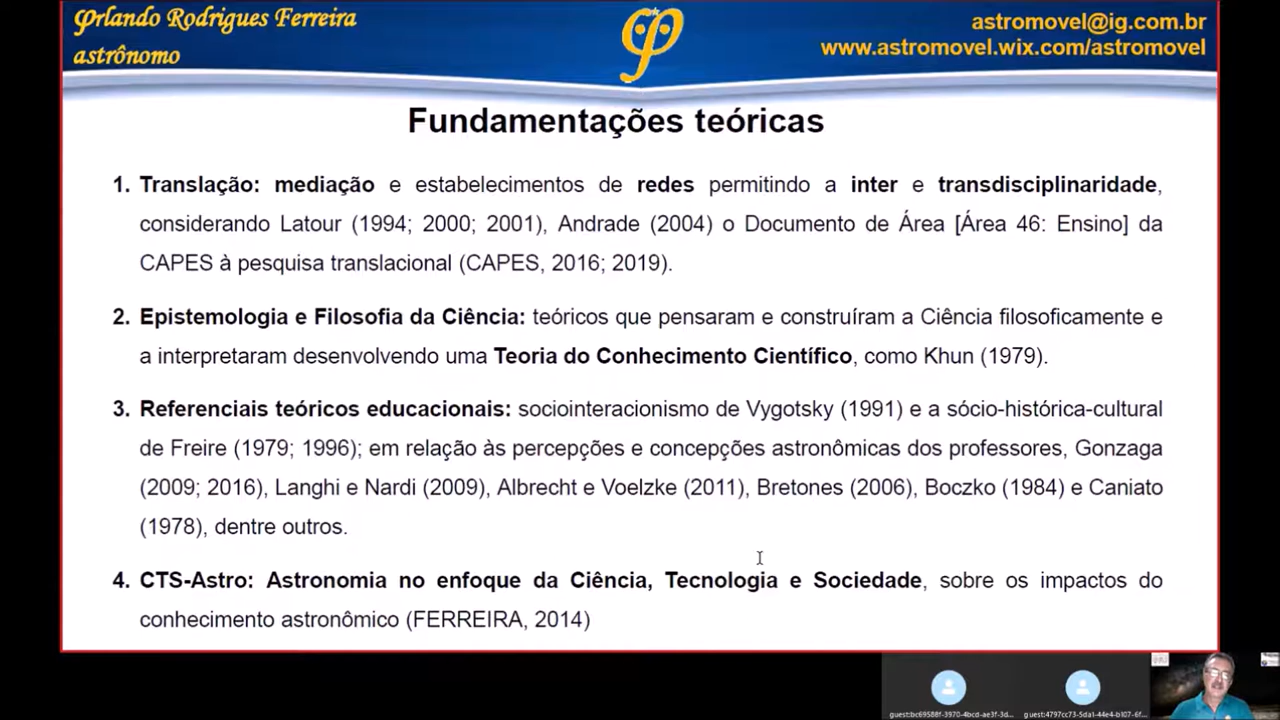 Orlando Rodrigues Ferreira
astrônomo
astromovel@ig.com.br
www.astromovel.wix.com/astromovel
Fundamentações teóricas
1. Translação: mediação e estabelecimentos de redes permitindo a inter e transdisciplinaridade,
considerando Latour (1994; 2000; 2001), Andrade (2004) o Documento de Área [Área 46: Ensino] da
CAPES à pesquisa translacional (CAPES, 2016; 2019).
2. Epistemologia e Filosofia da Ciência: teóricos que pensaram e construíram a Ciência filosoficamente e
a interpretaram desenvolvendo uma Teoria do Conhecimento Científico, como Khun (1979).
3. Referenciais teóricos educacionais: sociointeracionismo de Vygotsky (1991) e a sócio-histórica-cultural
de Freire (1979; 1996); em relação às percepções e concepções astronômicas dos professores, Gonzaga
(2009; 2016), Langhi e Nardi (2009), Albrecht e Voelzke (2011), Bretones (2006), Boczko (1984) e Caniato
(1978), dentre outros.
4. CTS-Astro: Astronomia no enfoque da Ciência, Tecnologia e Sociedade, sobre os impactos do
conhecimento astronômico (FERREIRA, 2014)